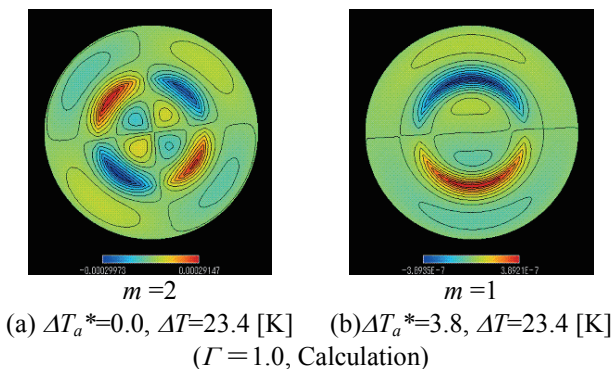 -0.00029973 0.00029147
-3.8935E-7 3.8921E-7
m =2
m =1
(a) ΔTa*=0.0, ΔT=23.4 [K] (b)ΔTa*=3.8, ΔT=23.4 [K]
(Γ＝1.0, Calculation)